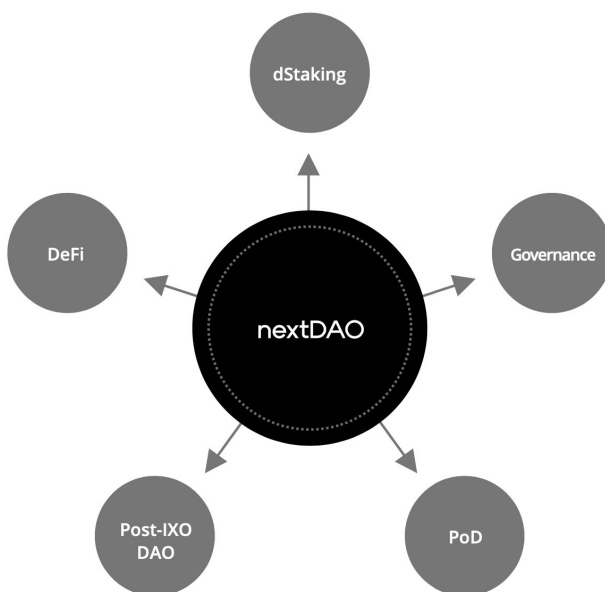 dStaking
DeFi
Governance
nextDAO
Post-IXO
DAO
PoD